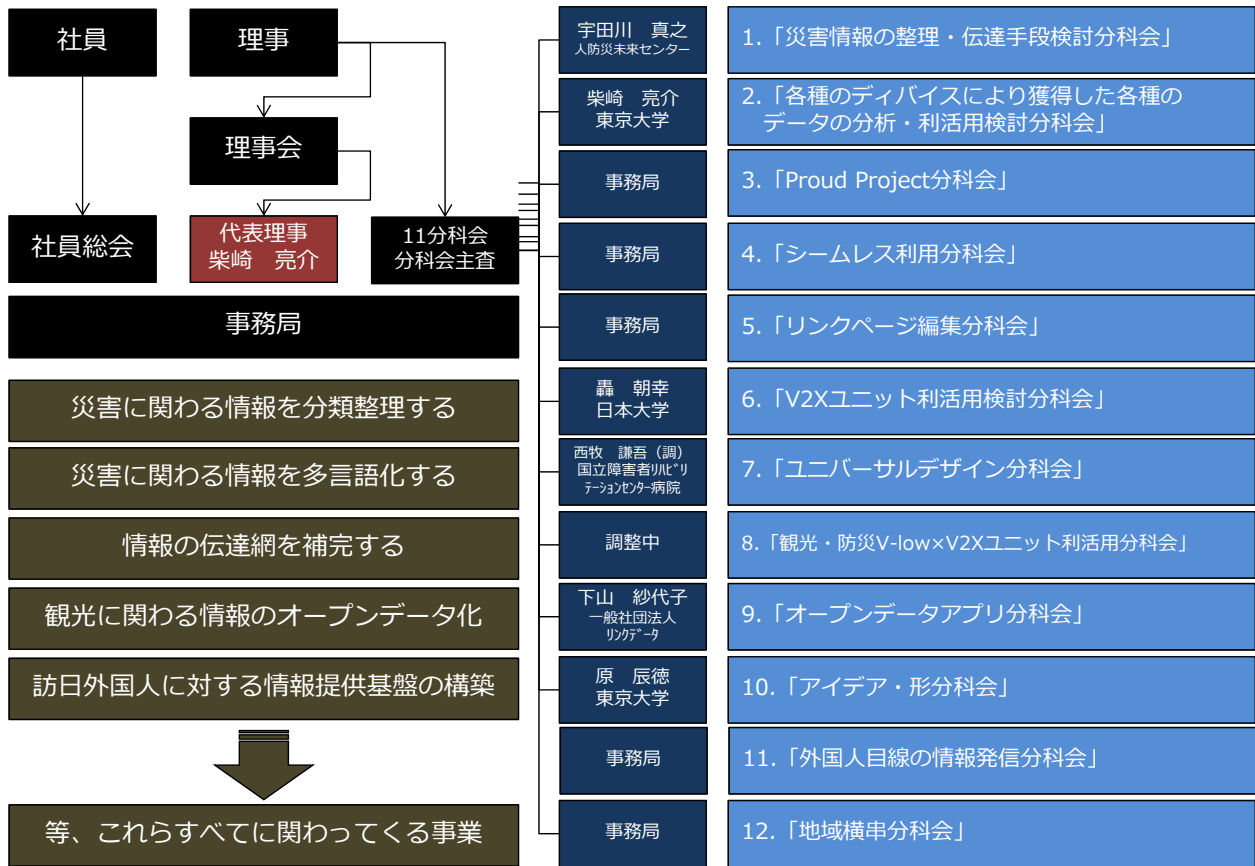 社員
理事
理事会
社員総会
代表理事
柴崎　亮介
11分科会
分科会主査
事務局
災害に関わる情報を分類整理する
災害に関わる情報を多言語化する
情報の伝達網を補完する
観光に関わる情報のオープンデータ化
訪日外国人に対する情報提供基盤の構築
等、これらすべてに関わってくる事業
宇田川　真之
人防災未来センター
1.「災害情報の整理・伝達手段検討分科会」
柴崎　亮介
東京大学
2.「各種のディバイスにより獲得した各種の
データの分析・利活用検討分科会」
事務局
3.「Proud Project分科会」
事務局
4.「シームレス利用分科会」
事務局
5.「リンクページ編集分科会」
轟　朝幸
日本大学
6.「V2Xユニット利活用検討分科会」
西牧　謙吾（調）
国立障害者ﾘﾊﾋﾞﾘ
ﾃｰｼｮﾝｾﾝﾀｰ病院
7.「ユニバーサルデザイン分科会」
調整中
8.「観光・防災V-low×V2Xユニット利活用分科会」
下山　紗代子
一般社団法人
ﾘﾝｸﾃﾞｰﾀ
9.「オープンデータアプリ分科会」
原　辰徳
東京大学
10.「アイデア・形分科会」
事務局
11.「外国人目線の情報発信分科会」
事務局
12.「地域横串分科会」